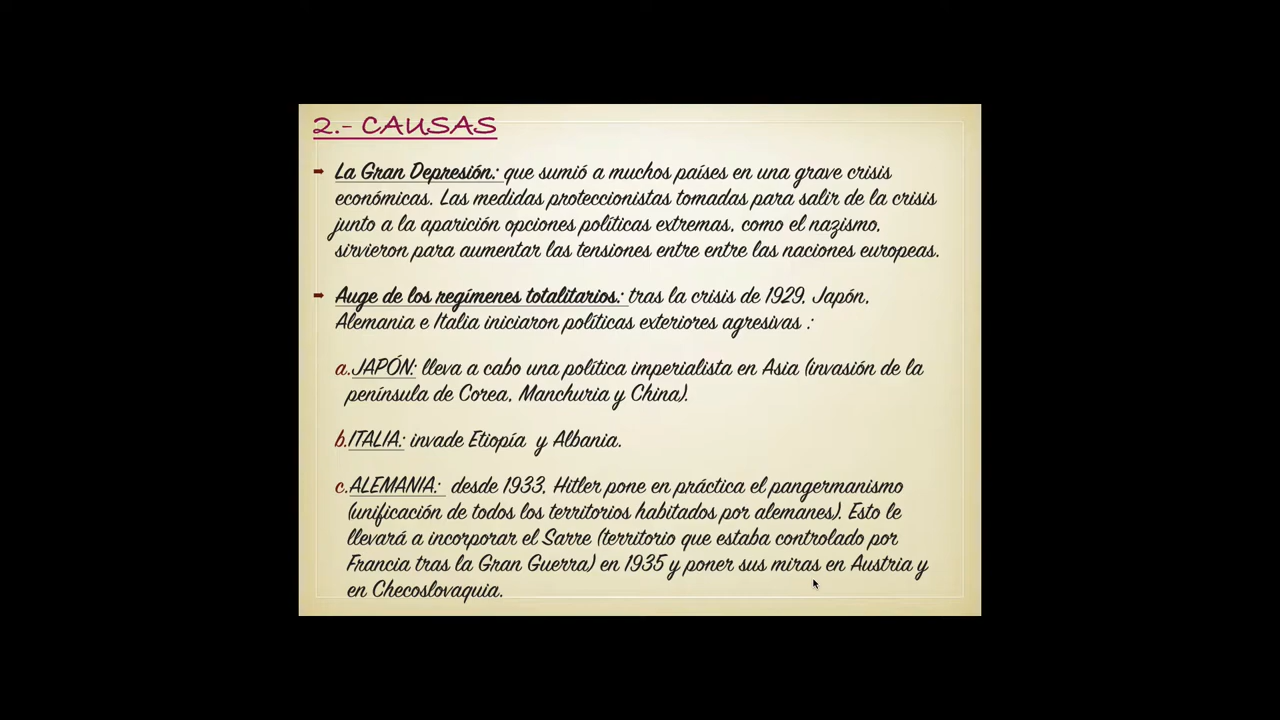 2.- CAUSAS
La Gran Depresión: que sumió a muchos países en una grave crisis
económicas. Las medidas proteccionistas tomadas para salir de la crisis
junto a la aparición opciones políticas extremas, como el nazismo,
sirvieron para aumentar las tensiones entre entre las naciones europeas.
Auge de los regímenes totalitarios: tras la crisis de 1929, Japón,
Alemania e Italia iniciaron políticas exteriores agresivas :
a.JAPÓN: lleva a cabo una política imperialista en Asia (invasión de la
península de Corea, Manchuria y China).
b.ITALIA: invade Etiopía y Albania.
c.ALEMANIA: desde 1933, Hitler pone en práctica el pangermanismo
(unificación de todos los territorios habitados por alemanes). Esto le
llevará a incorporar el Sarre (territorio que estaba controlado por
Francia tras la Gran Guerra) en 1935 y poner sus miras en Austria y
en Checoslovaquia.